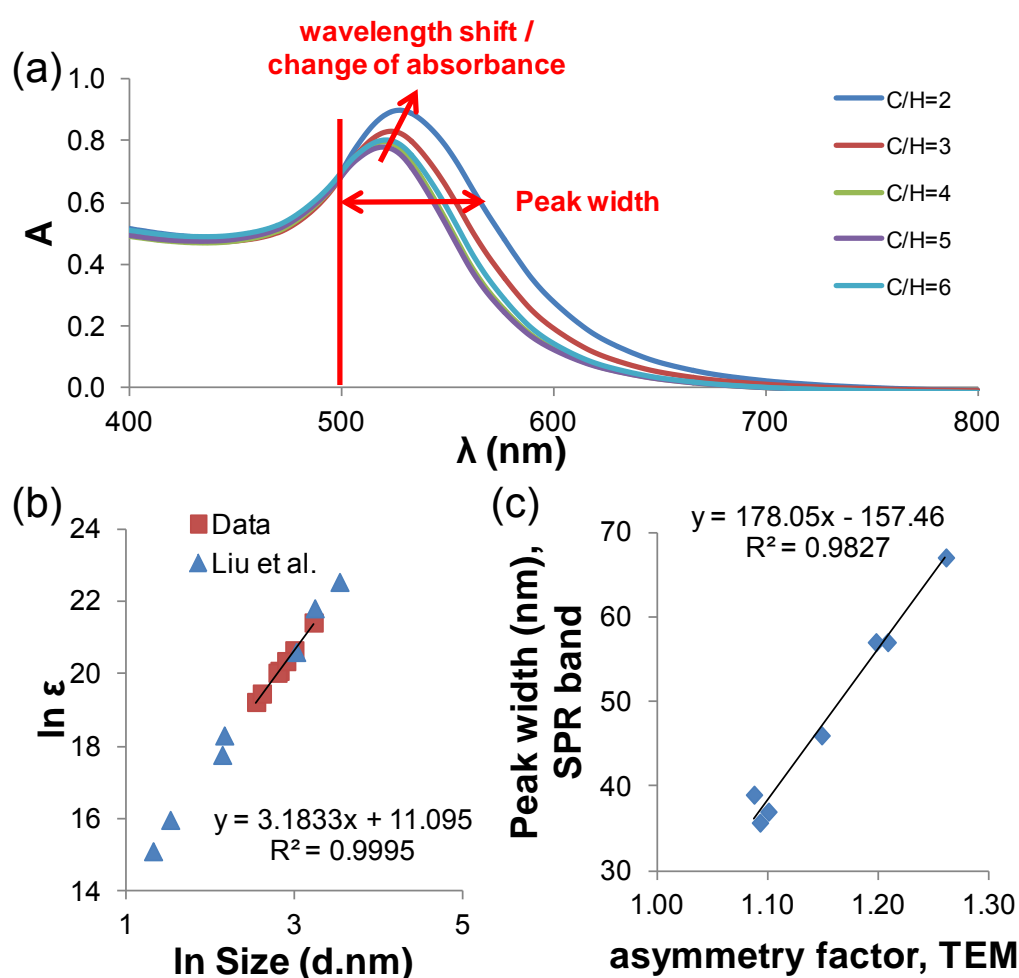 (a)
wavelength shift /
change of absorbance
1.0
0.8
0.6
0.4
0.2
0.0
A
Peak width
C/H=2
C/H=3
C/H=4
C/H=5
C/H=6
400
500
600
700
800
λ (nm)
(b)
24
22
20
18
16
14
ln ε
Data
Liu et al.
y = 3.1833x + 11.095
R² = 0.9995
1
3
5
ln Size (d.nm)
(c)
y = 178.05x - 157.46
R² = 0.9827
70
60
50
40
30
Peak width (nm),
SPR band
1.00
1.10
1.20
1.30
asymmetry factor, TEM